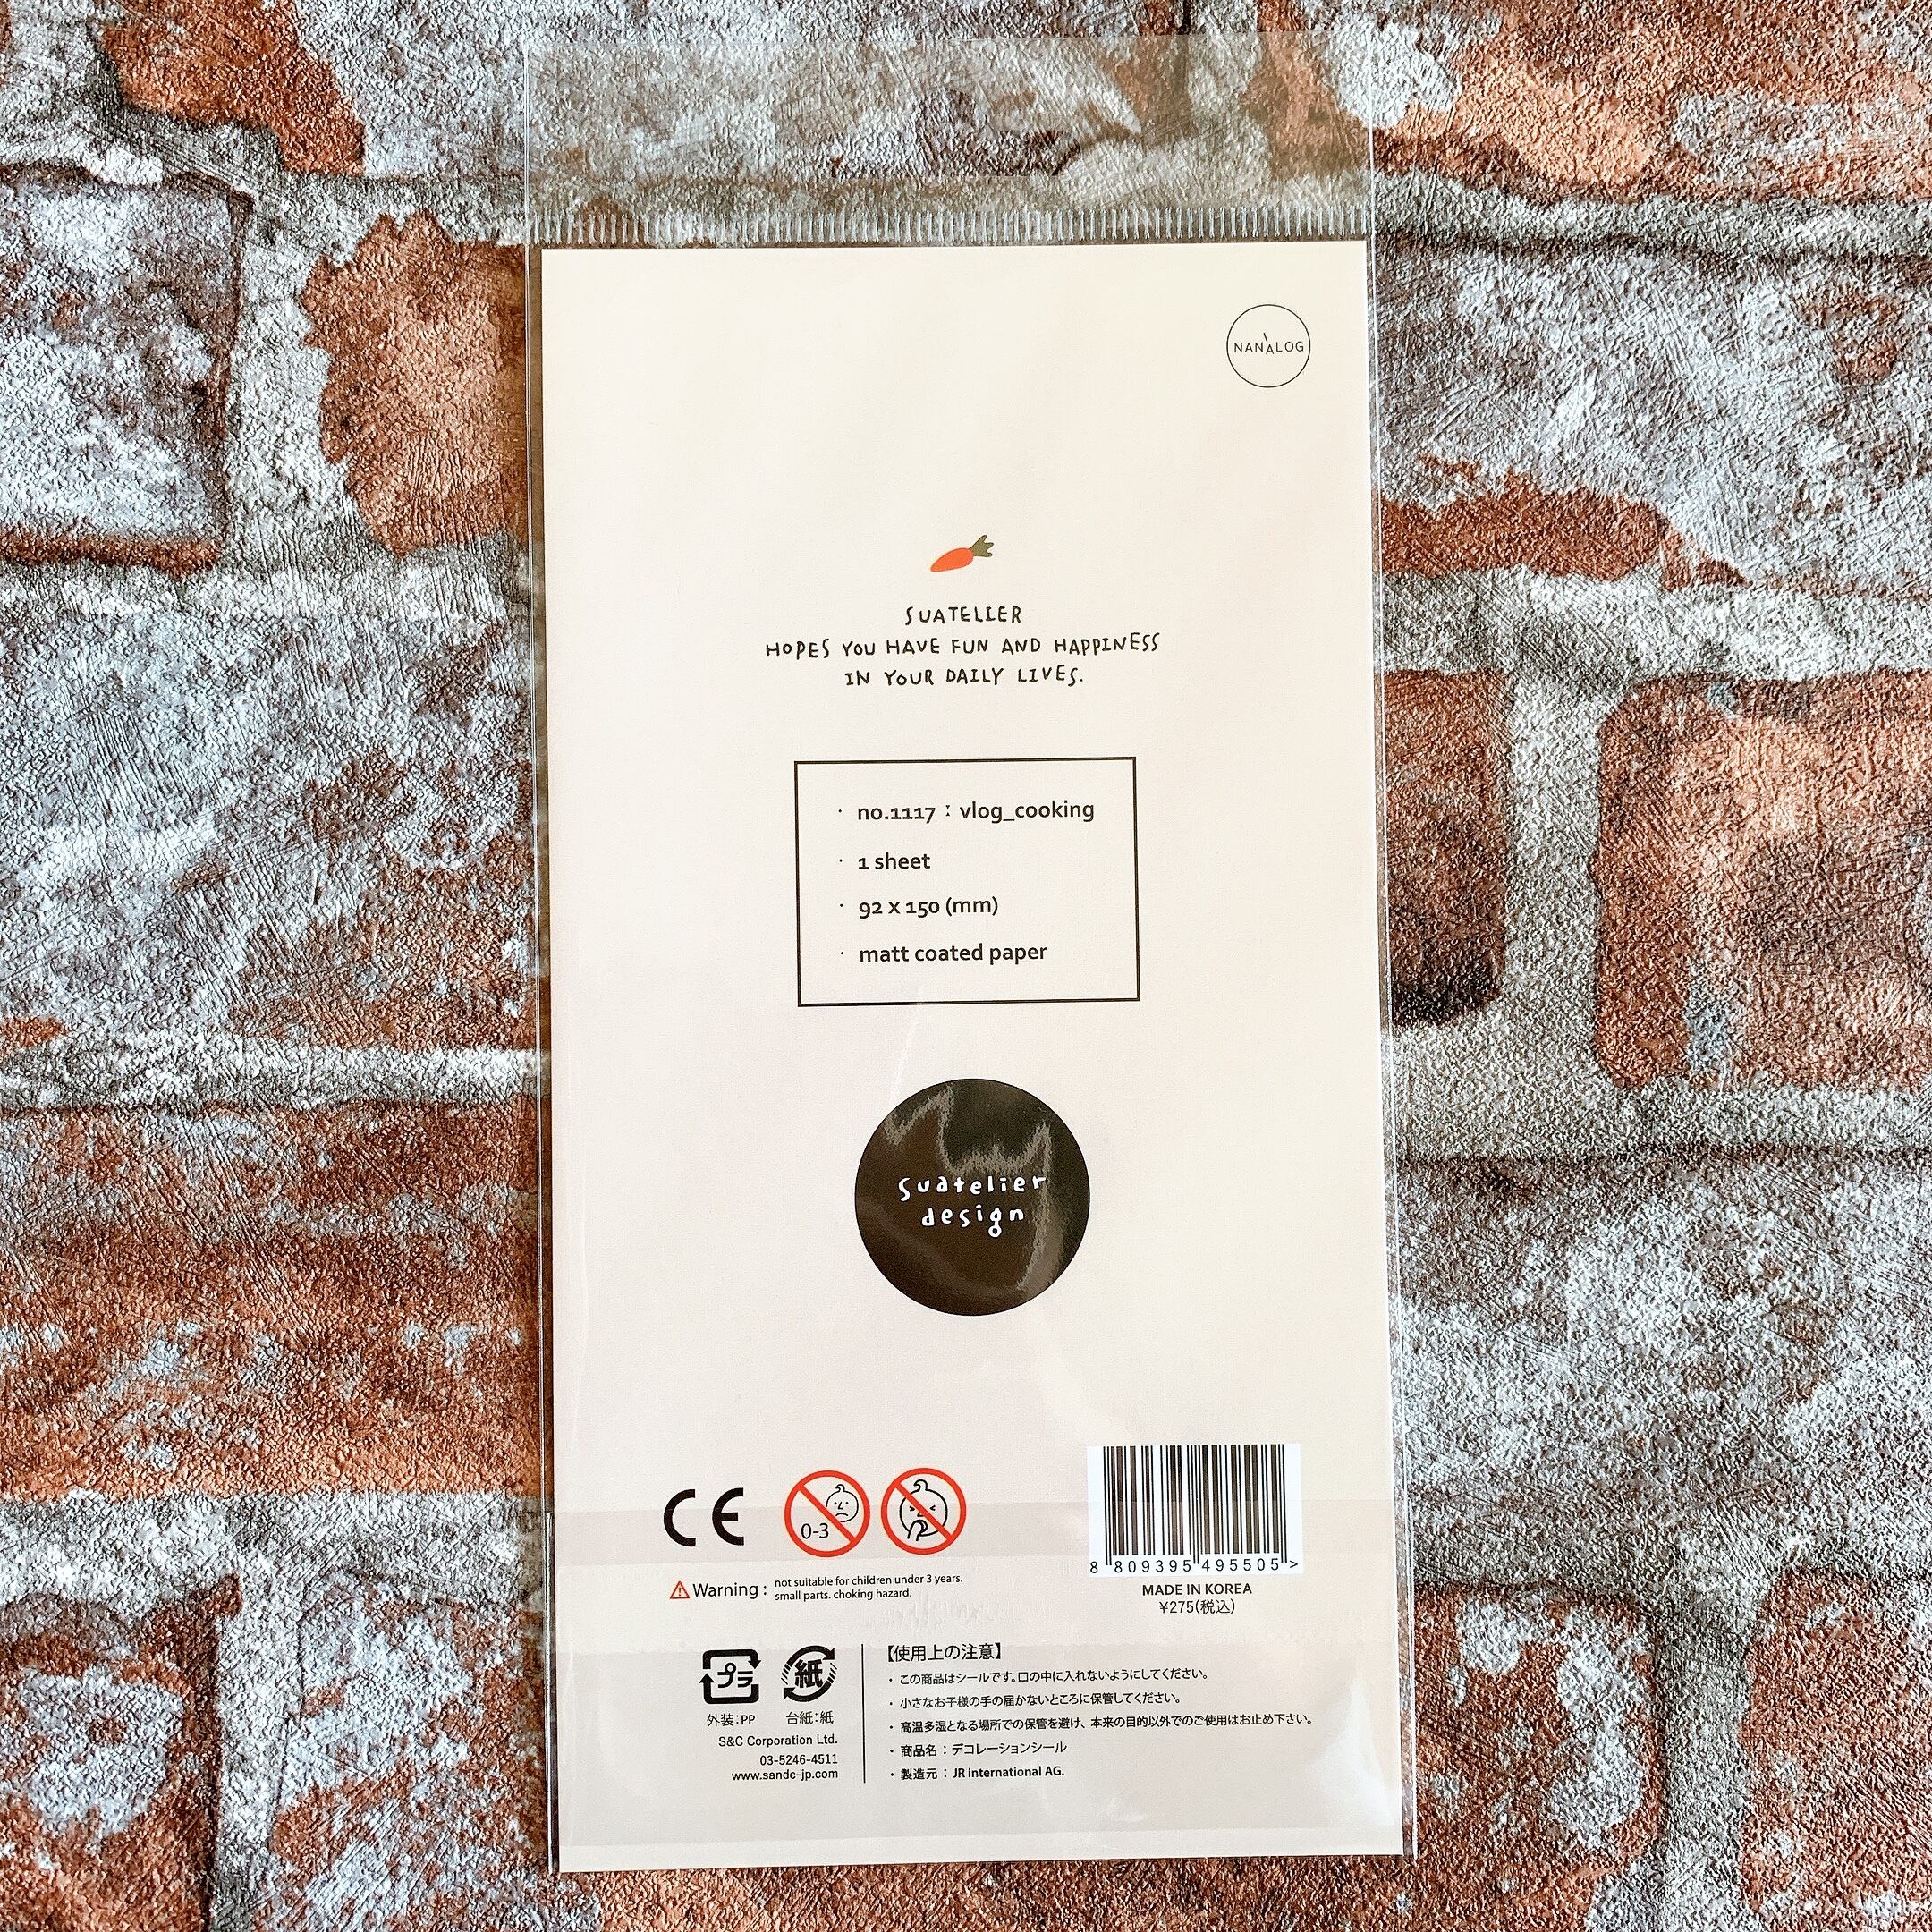 NANALOG
SUATELIER
HOPES YOU HAVE FUN AND HAPPINESS
IN YOUR DAILY LIVES.
· no.1117 : vlog_cooking
· 1 sheet
· 92 x 150 (mm)
· matt coated paper
suatelier
design
CE
0-3
8 809395 495505 >
MADE IN KOREA
¥275(税込)
Warning : not suitable for children under 3 years.
small parts. choking hazard.
プラ
紙
外装:PP
台紙:紙
S&C Corporation Ltd.
03-5246-4511
www.sandc-jp.com
【使用上の注意】
・この商品はシールです。口の中に入れないようにしてください。
・小さなお子様の手の届かないところに保管してください。
・高温多湿となる場所での保管を避け、本来の目的以外でのご使用はお止め下さい。
・商品名：デコレーションシール
・製造元：JR international AG.